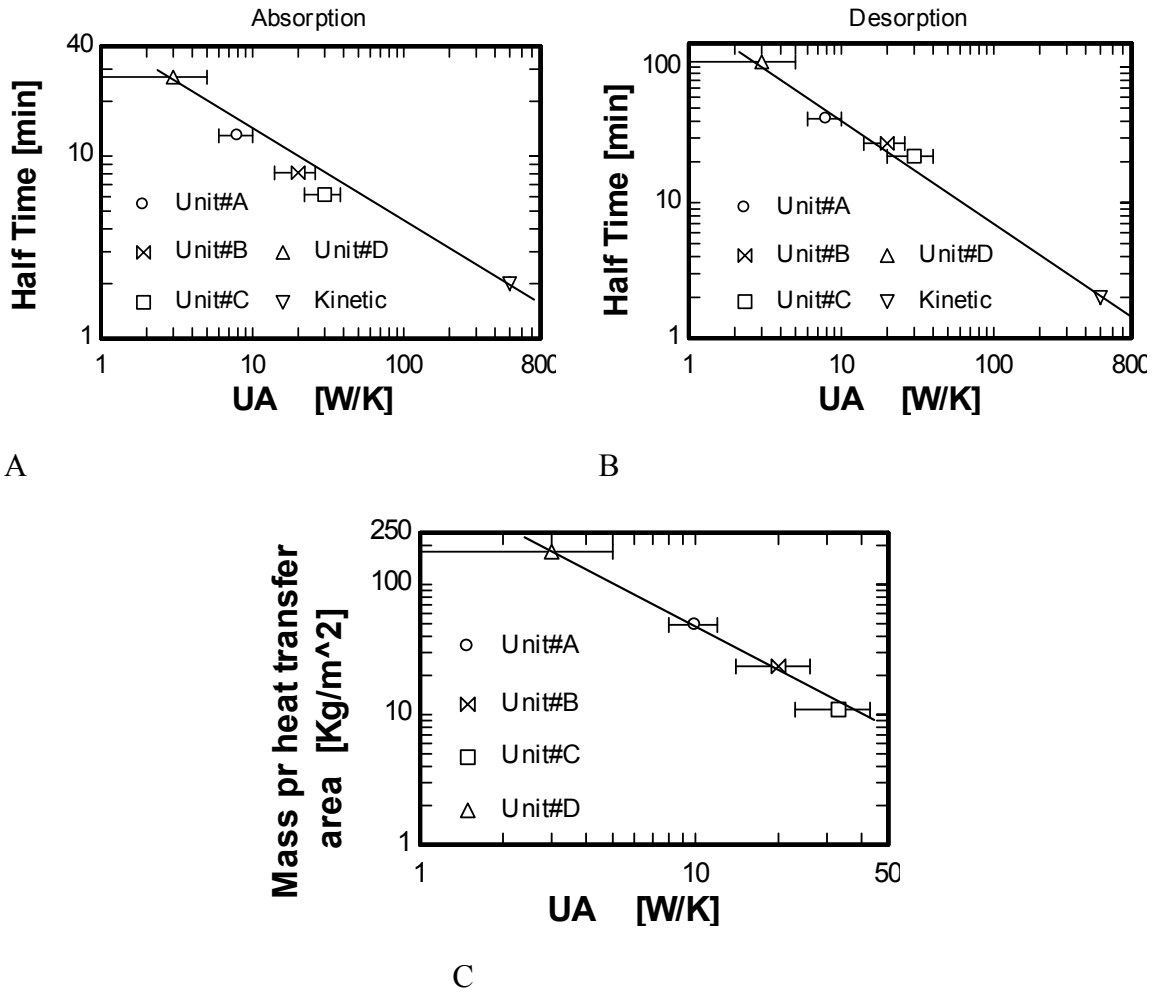 Absorption
40
10
1
Half Time [min]
Unit#A
Unit#B
Unit#D
Unit#C
Kinetic
1
10
100
800
UA [W/K]
A
Desorption
100
10
1
Half Time [min]
Unit#A
Unit#B
Unit#D
Unit#C
Kinetic
1
10
100
800
UA [W/K]
B
250
100
10
1
Mass pr heat transfer
area [Kg/m^2]
Unit#A
Unit#B
Unit#C
Unit#D
1
10
50
UA [W/K]
C